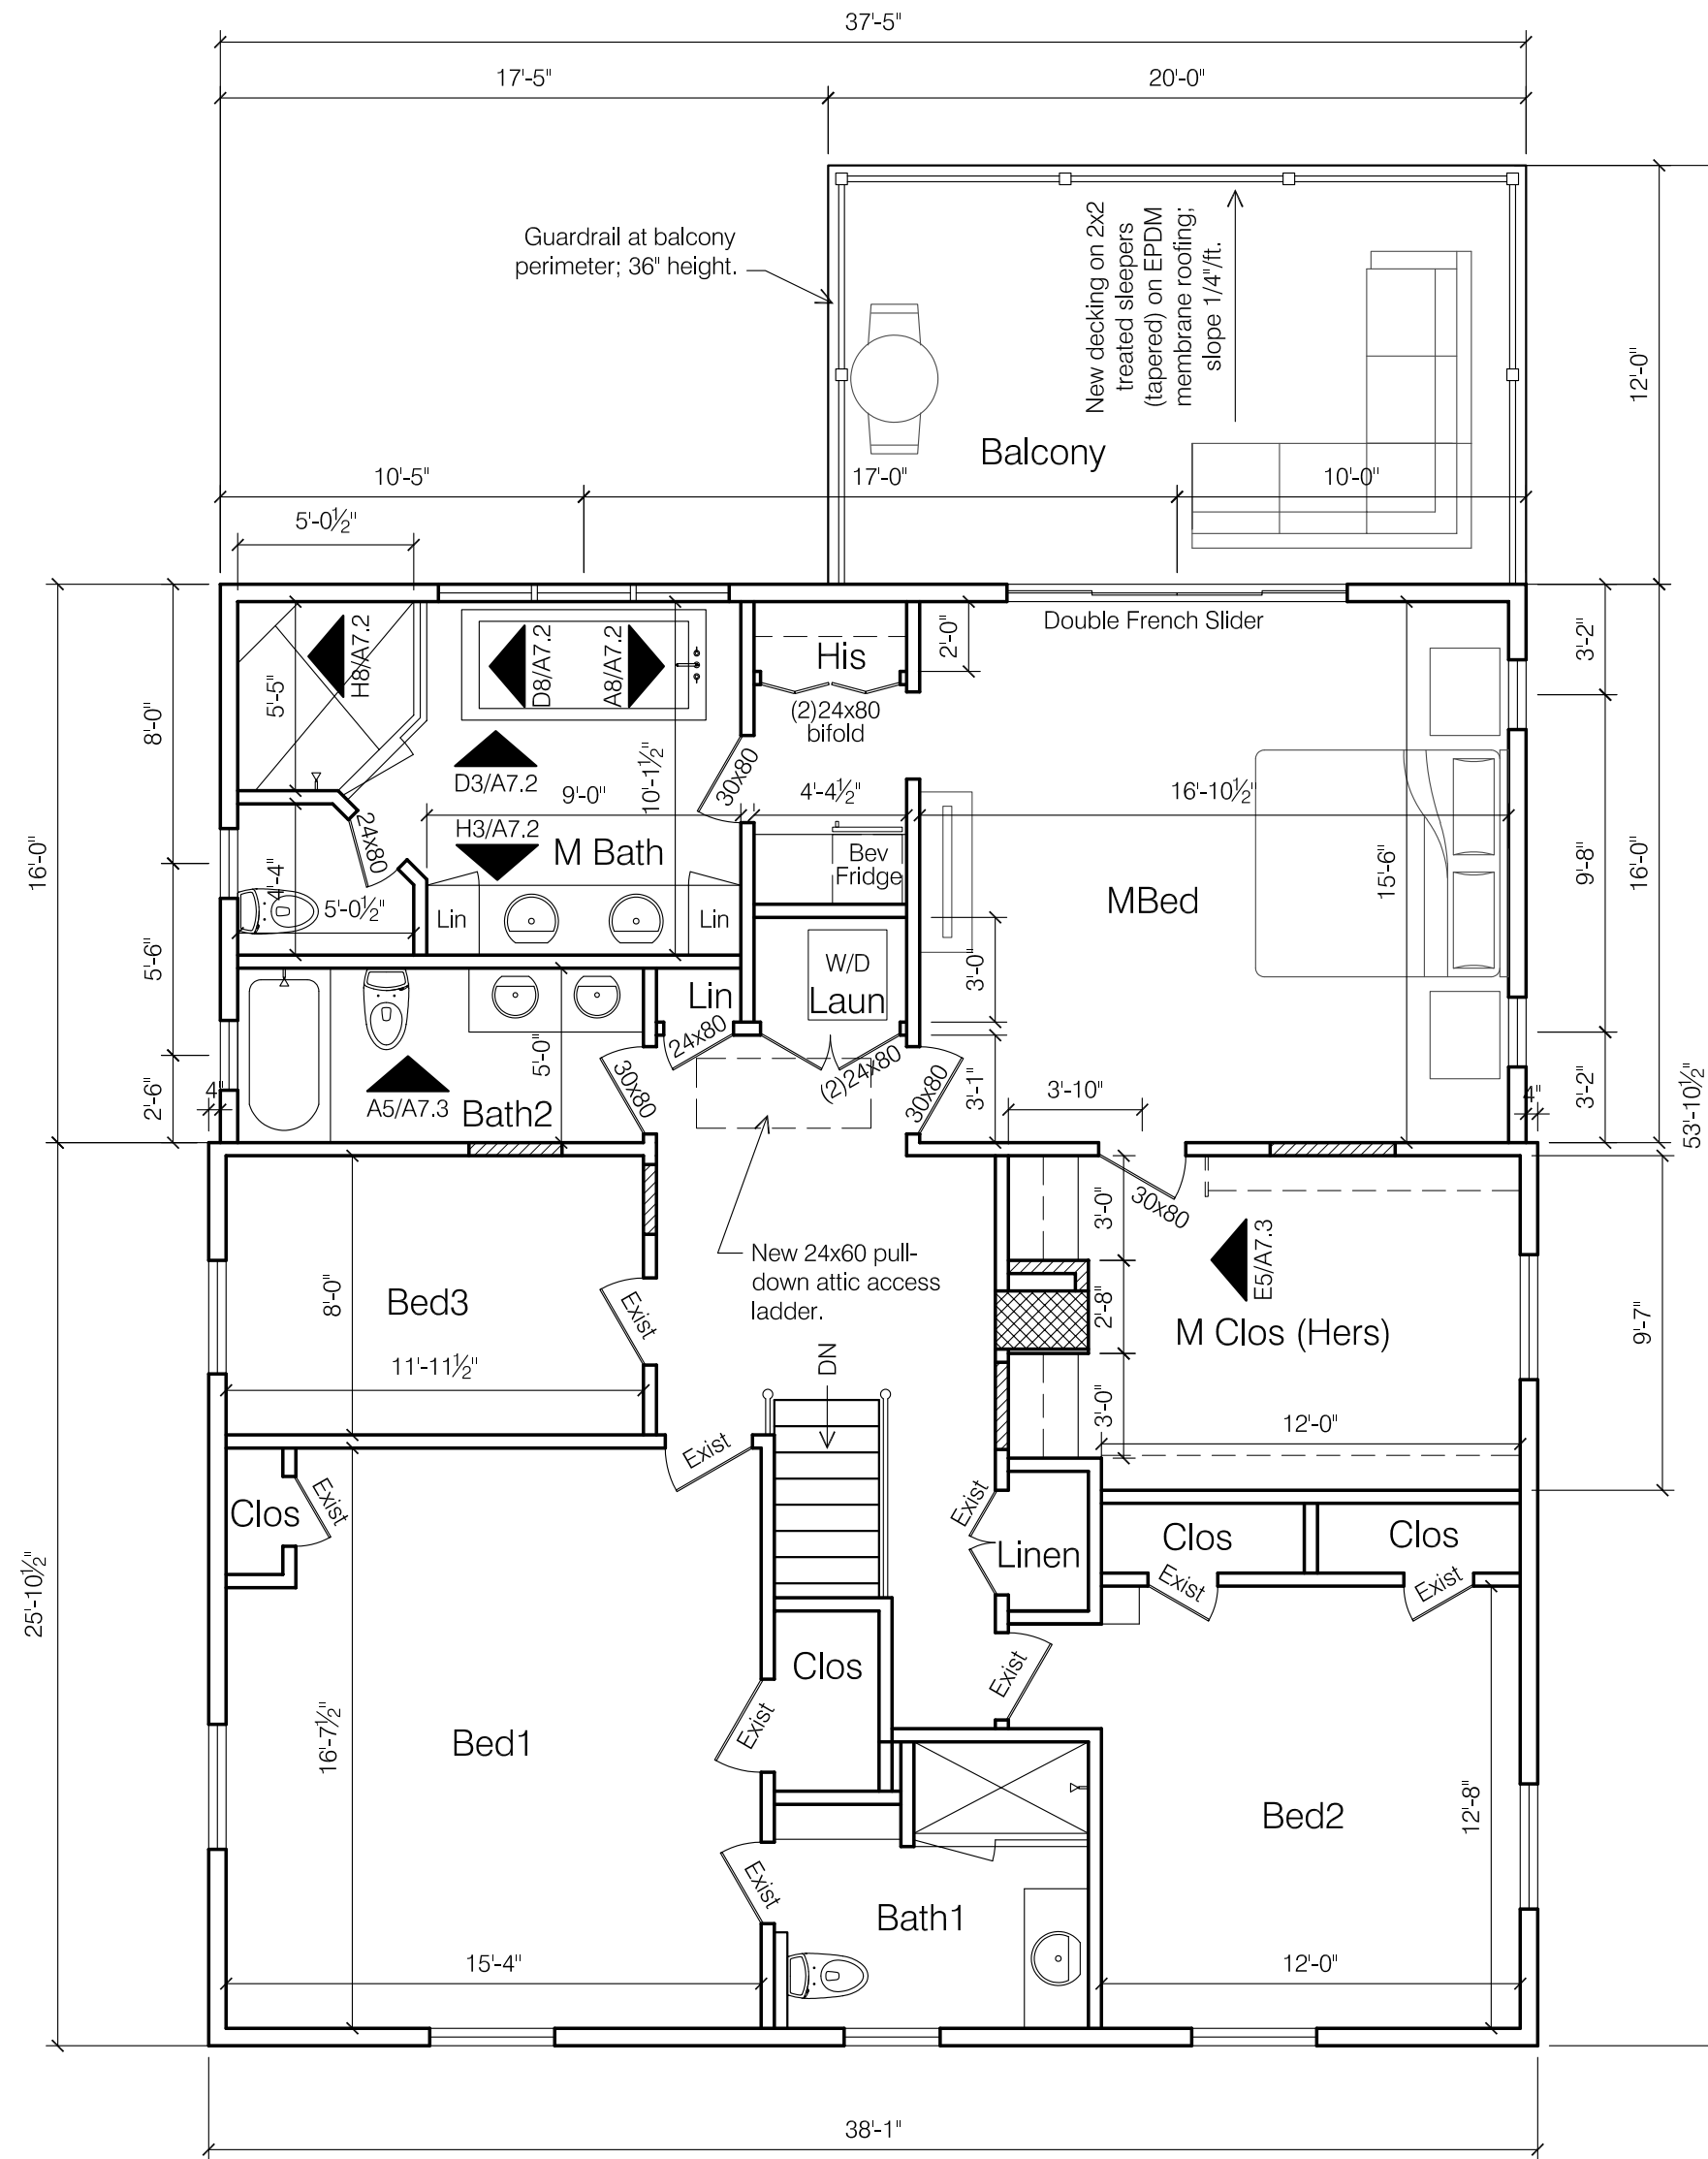 37'-5"
17'-5"
20'-0"
Guardrail at balcony
perimeter; 36" height.
New decking on 2x2
treated sleepers
(tapered) on EPDM
membrane roofing;
slope 1/4"/ft.
12'-0"
Balcony
10'-5"
17'-0"
10'-0"
5'-0½"
Double French Slider
H8/A7.2
D8/A7.2
A8/A7.2
His
2'-0"
3'-2"
5'-5"
8'-0"
(2)24x80
bifold
D3/A7.2
10'-1½"
30x80
9'-0"
4'-4½"
16'-10½"
24x80
H3/A7.2
M Bath
Bev
Fridge
16'-0"
4'-4"
5'-0½"
Lin
Lin
MBed
15'-6"
9'-8"
16'-0"
5'-6"
W/D
Laun
Lin
3'-0"
24x80
(2)24x80
5'-0"
30x80
30x80
3'-1"
3'-10"
2'-6"
4"
A5/A7.3
Bath2
4"
3'-2"
53'-10½"
30x80
3'-0"
New 24x60 pull-
down attic access
ladder.
E5/A7.3
Bed3
8'-0"
Exist
2'-8"
M Clos (Hers)
9'-7"
11'-11½"
DN
3'-0"
12'-0"
Exist
Clos
Exist
Exist
Linen
Clos
Clos
Exist
Exist
25'-10½"
Clos
Exist
Exist
Bed1
16'-7½"
Bed2
12'-8"
Exist
Bath1
15'-4"
12'-0"
38'-1"